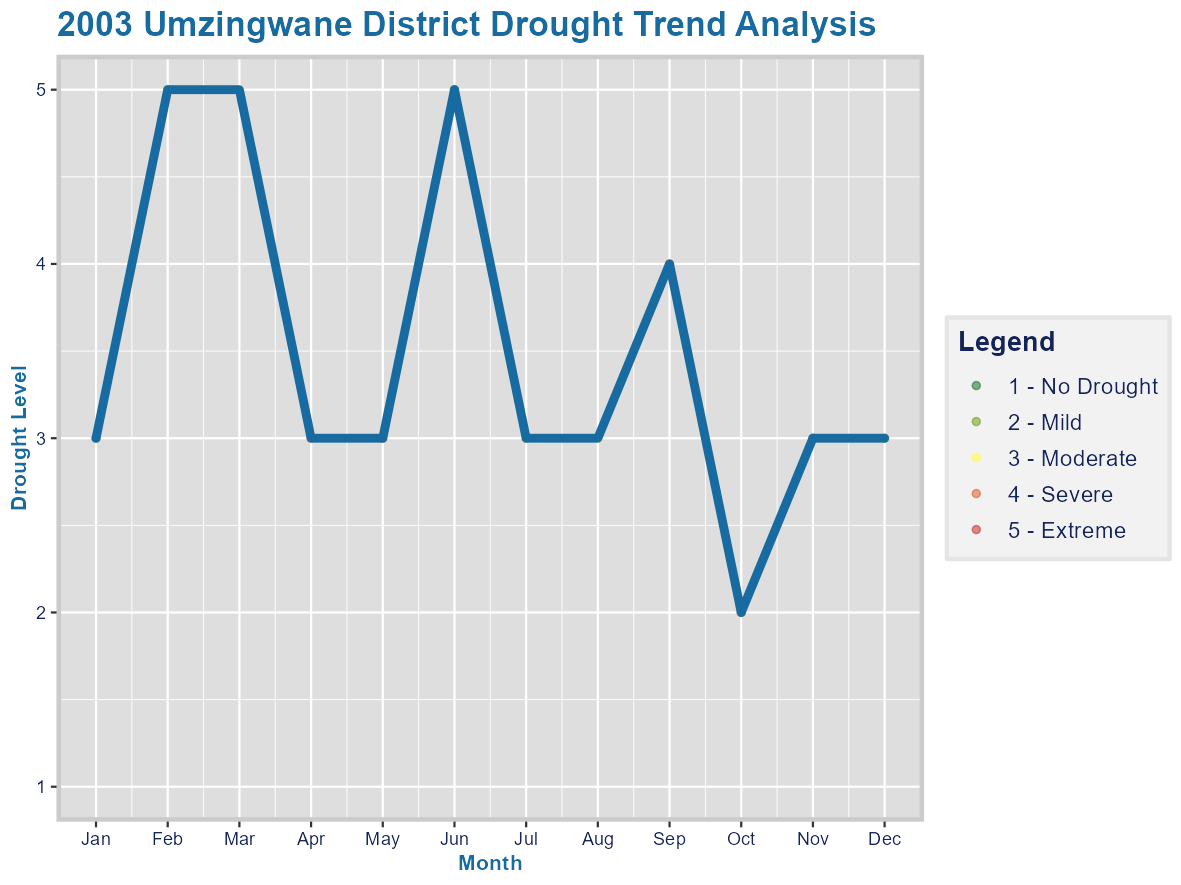 2003 Umzingwane District Drought Trend Analysis
Drought Level
5
4
3
2
1
Jan Feb Mar Apr May Jun Jul Aug Sep Oct Nov Dec
Month
Legend
1 - No Drought
2 - Mild
3 - Moderate
4 - Severe
5 - Extreme